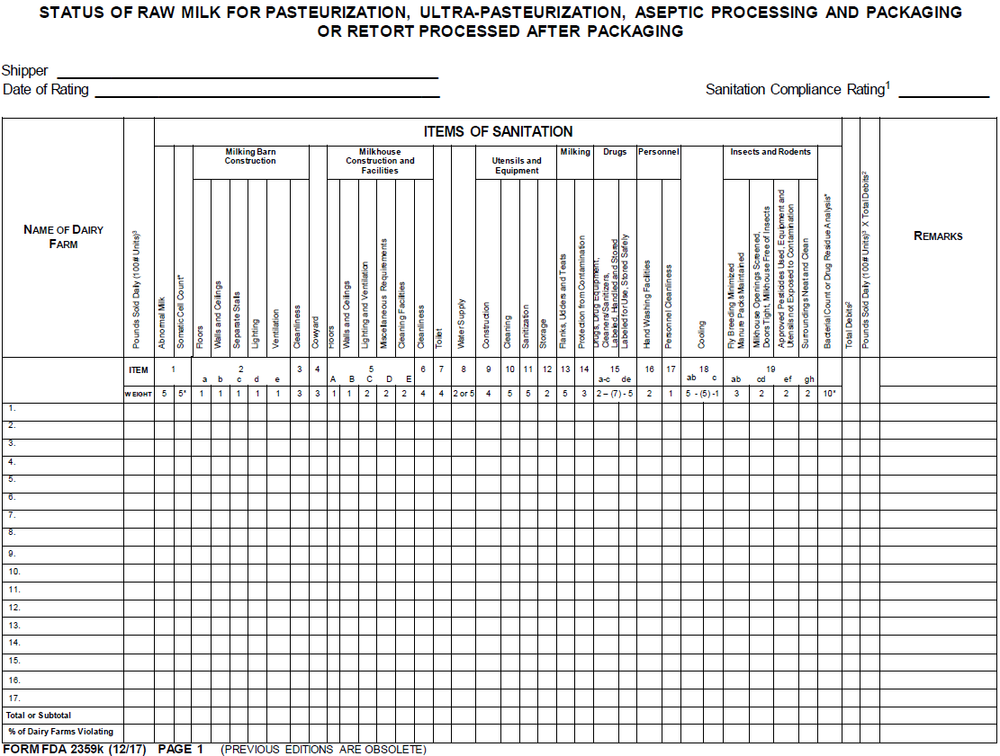 STATUS OF RAW MILK FOR PASTEURIZATION, ULTRA-PASTEURIZATION, ASEPTIC PROCESSING AND PACKAGING
OR RETORT PROCESSED AFTER PACKAGING
Shipper
Date of Rating
Sanitation Compliance Rating1
NAME OF DAIRY
FARM
Pounds Sold Daily (100# Units)3
ITEMS OF SANITATION
Abnormal Milk
Somatic Cell Count*
Milking Barn
Construction
Floors
Walls and Ceilings
Separate Stalls
Lighting
Ventilation
Cleanliness
Cowyard
Milkhouse
Construction and
Facilities
Floors
Walls and Ceilings
Lighting and Ventilation
Miscellaneous Requirements
Cleaning Facilities
Cleanliness
Toilet
Water Supply
Utensils and
Equipment
Construction
Cleaning
Sanitization
Storage
Milking
Flanks, Udders and Teats
Protection from Contamination
Drugs
Drugs, Drug Equipment,
Cleaners/Sanitizers,
Labeled, Handled and Stored
Labeled for Use, Stored Safely
Personnel
Hand Washing Facilities
Personnel Cleanliness
Cooling
Insects and Rodents
Fly Breeding Minimized
Manure Packs Maintained
Milkhouse Openings Screened,
Doors Tight, Milkhouse Free of Insects
Approved Pesticides Used, Equipment and
Utensils not Exposed to Contamination
Surroundings Neat and Clean
Bacterial Count or Drug Residue Analysis*
Total Debits2
Pounds Sold Daily (100# Units)3 X Total Debits2
REMARKS
ITEM 1 2 3 4 5 6 7 8 9 10 11 12 13 14 15 16 17 18 19
a b c d e A B C D E a-c de ab c ab cd ef gh
WEIGHT 5 5* 1 1 1 1 1 3 3 1 1 2 2 2 4 4 2 or 5 4 5 5 2 5 3 2 – (7) - 5 2 1 5 - (5) -1 3 2 2 2 10*
1.
2.
3.
4.
5.
6.
7.
8.
9.
10.
11.
12.
13.
14.
15.
16.
17.
Total or Subtotal
% of Dairy Farms Violating
FORM FDA 2359k (12/17) PAGE 1 (PREVIOUS EDITIONS ARE OBSOLETE)